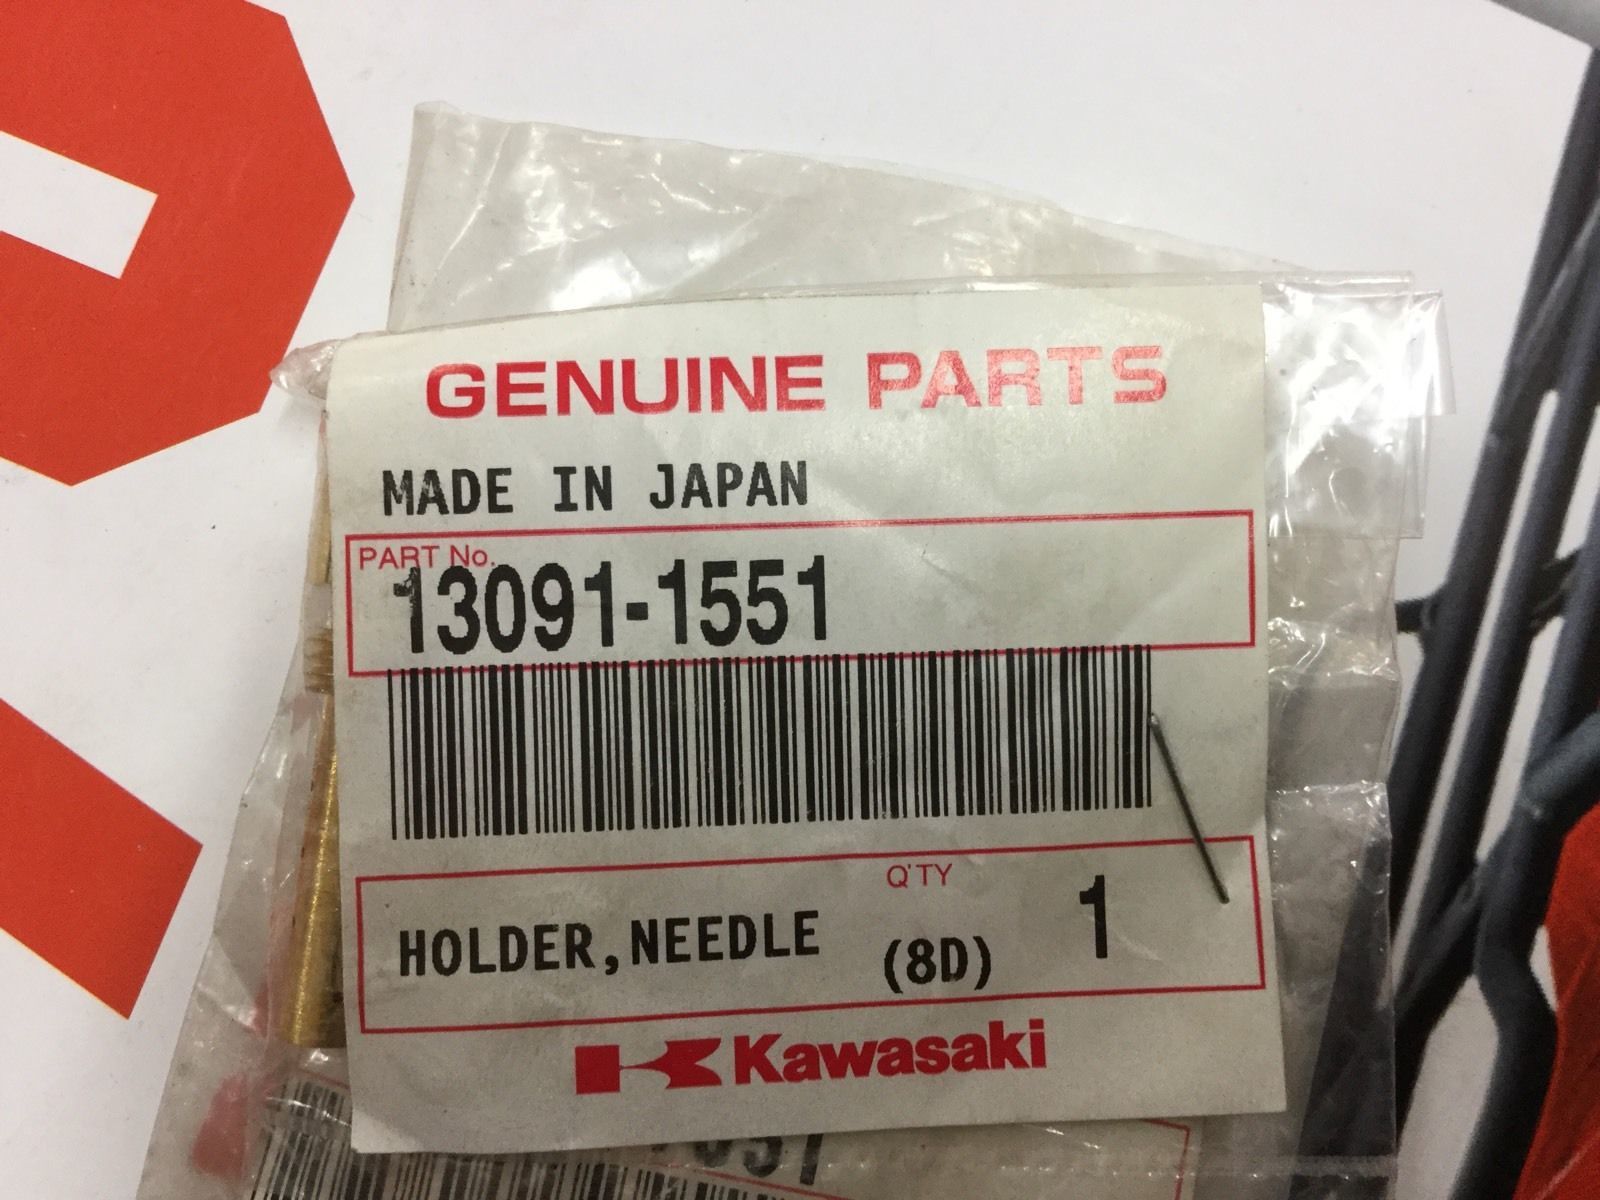 GENUINE PARTS
MADE IN JAPAN
PART No.
13091-1551
Q'TY
HOLDER,NEEDLE (8D) 1
Kawasaki